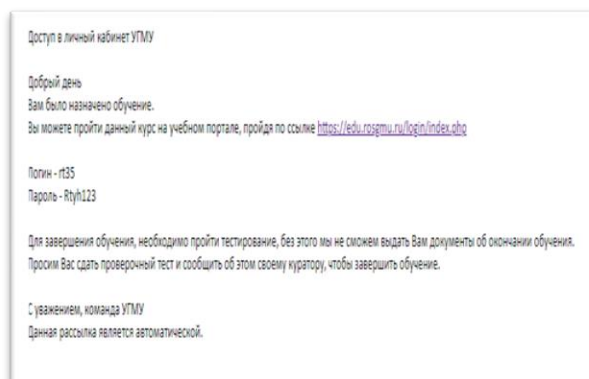 Доступ в личный кабинет УГМУ
Добрый день
Вам было назначено обучение.
Вы можете пройти данный курс на учебном портале, пройдя по ссылке https://edu.rosgmu.ru/login/index.php
Логин - rt35
Пароль - Rtyh123
Для завершения обучения, необходимо пройти тестирование, без этого мы не сможем выдать Вам документы об окончании обучения.
Просим Вас сдать проверочный тест и сообщить об этом своему куратору, чтобы завершить обучение.
С уважением, команда УГМУ
Данная рассылка является автоматической.